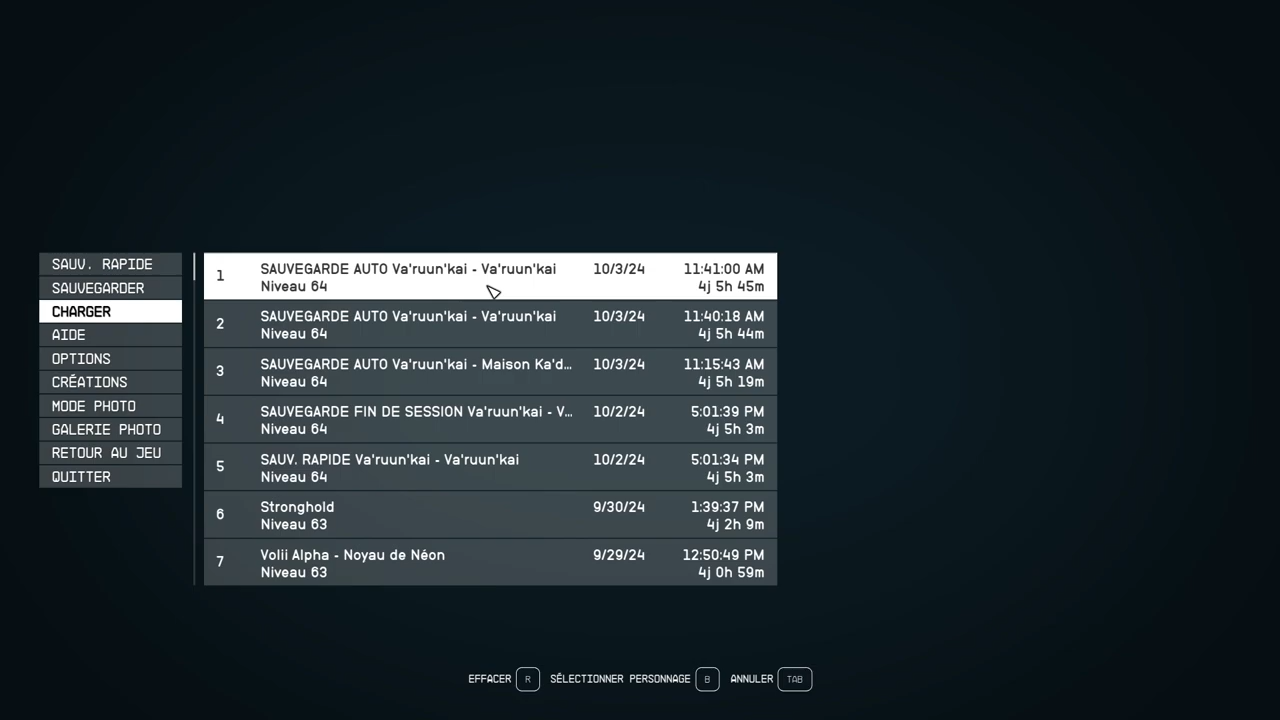 SAUV. RAPIDE
SAUVEGARDER
CHARGER
AIDE
OPTIONS
CRÉATIONS
MODE PHOTO
GALERIE PHOTO
RETOUR AU JEU
QUITTER
1 SAUVEGARDE AUTO Va'ruun'kai - Va'ruun'kai 10/3/24 11:41:00 AM
Niveau 64 4j 5h 45m
2 SAUVEGARDE AUTO Va'ruun'kai - Va'ruun'kai 10/3/24 11:40:18 AM
Niveau 64 4j 5h 44m
3 SAUVEGARDE AUTO Va'ruun'kai - Maison Ka'd... 10/3/24 11:15:43 AM
Niveau 64 4j 5h 19m
4 SAUVEGARDE FIN DE SESSION Va'ruun'kai - V... 10/2/24 5:01:39 PM
Niveau 64 4j 5h 3m
5 SAUV. RAPIDE Va'ruun'kai - Va'ruun'kai 10/2/24 5:01:34 PM
Niveau 64 4j 5h 3m
6 Stronghold 9/30/24 1:39:37 PM
Niveau 63 4j 2h 9m
7 Volii Alpha - Noyau de Néon 9/29/24 12:50:49 PM
Niveau 63 4j 0h 59m
EFFACER R SÉLECTIONNER PERSONNAGE B ANNULER TAB